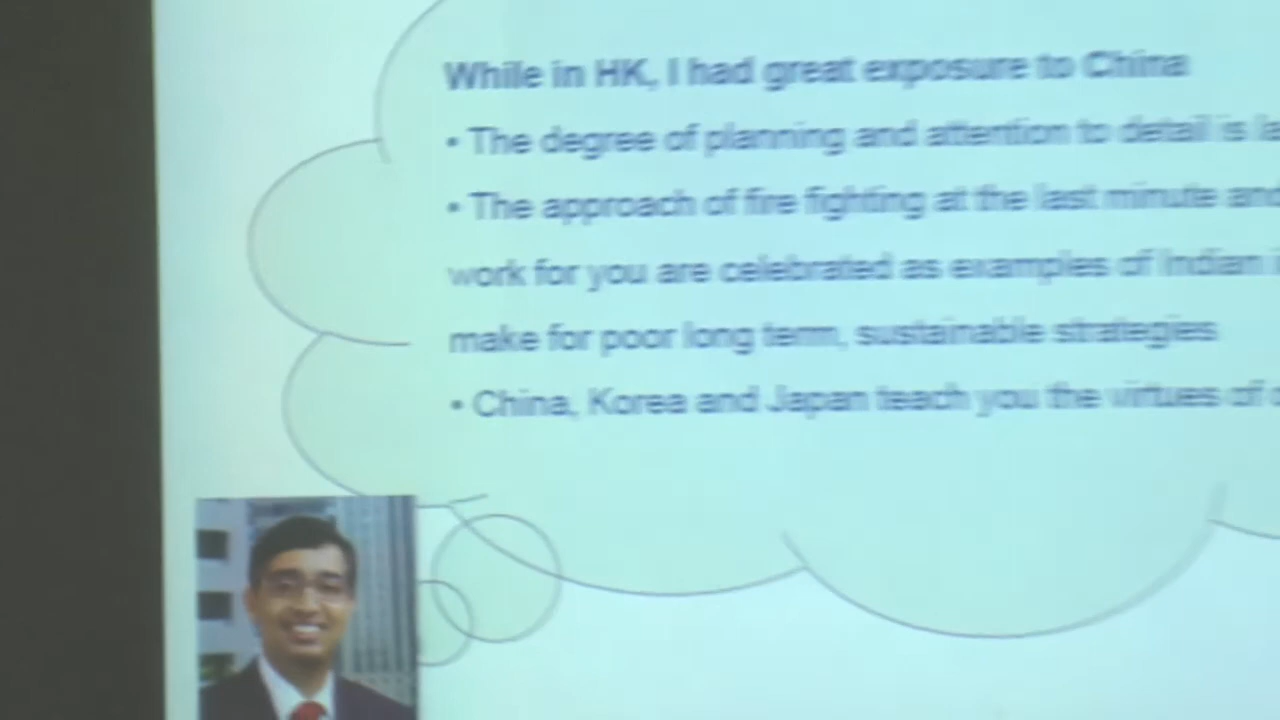 While in HK, I had great exposure to China
• The degree of planning and attention to detail is
• The approach of fire fighting at the last minute and
work for you are celebrated as examples of Indian
make for poor long term, sustainable strategies
• China, Korea and Japan teach you the virtues of